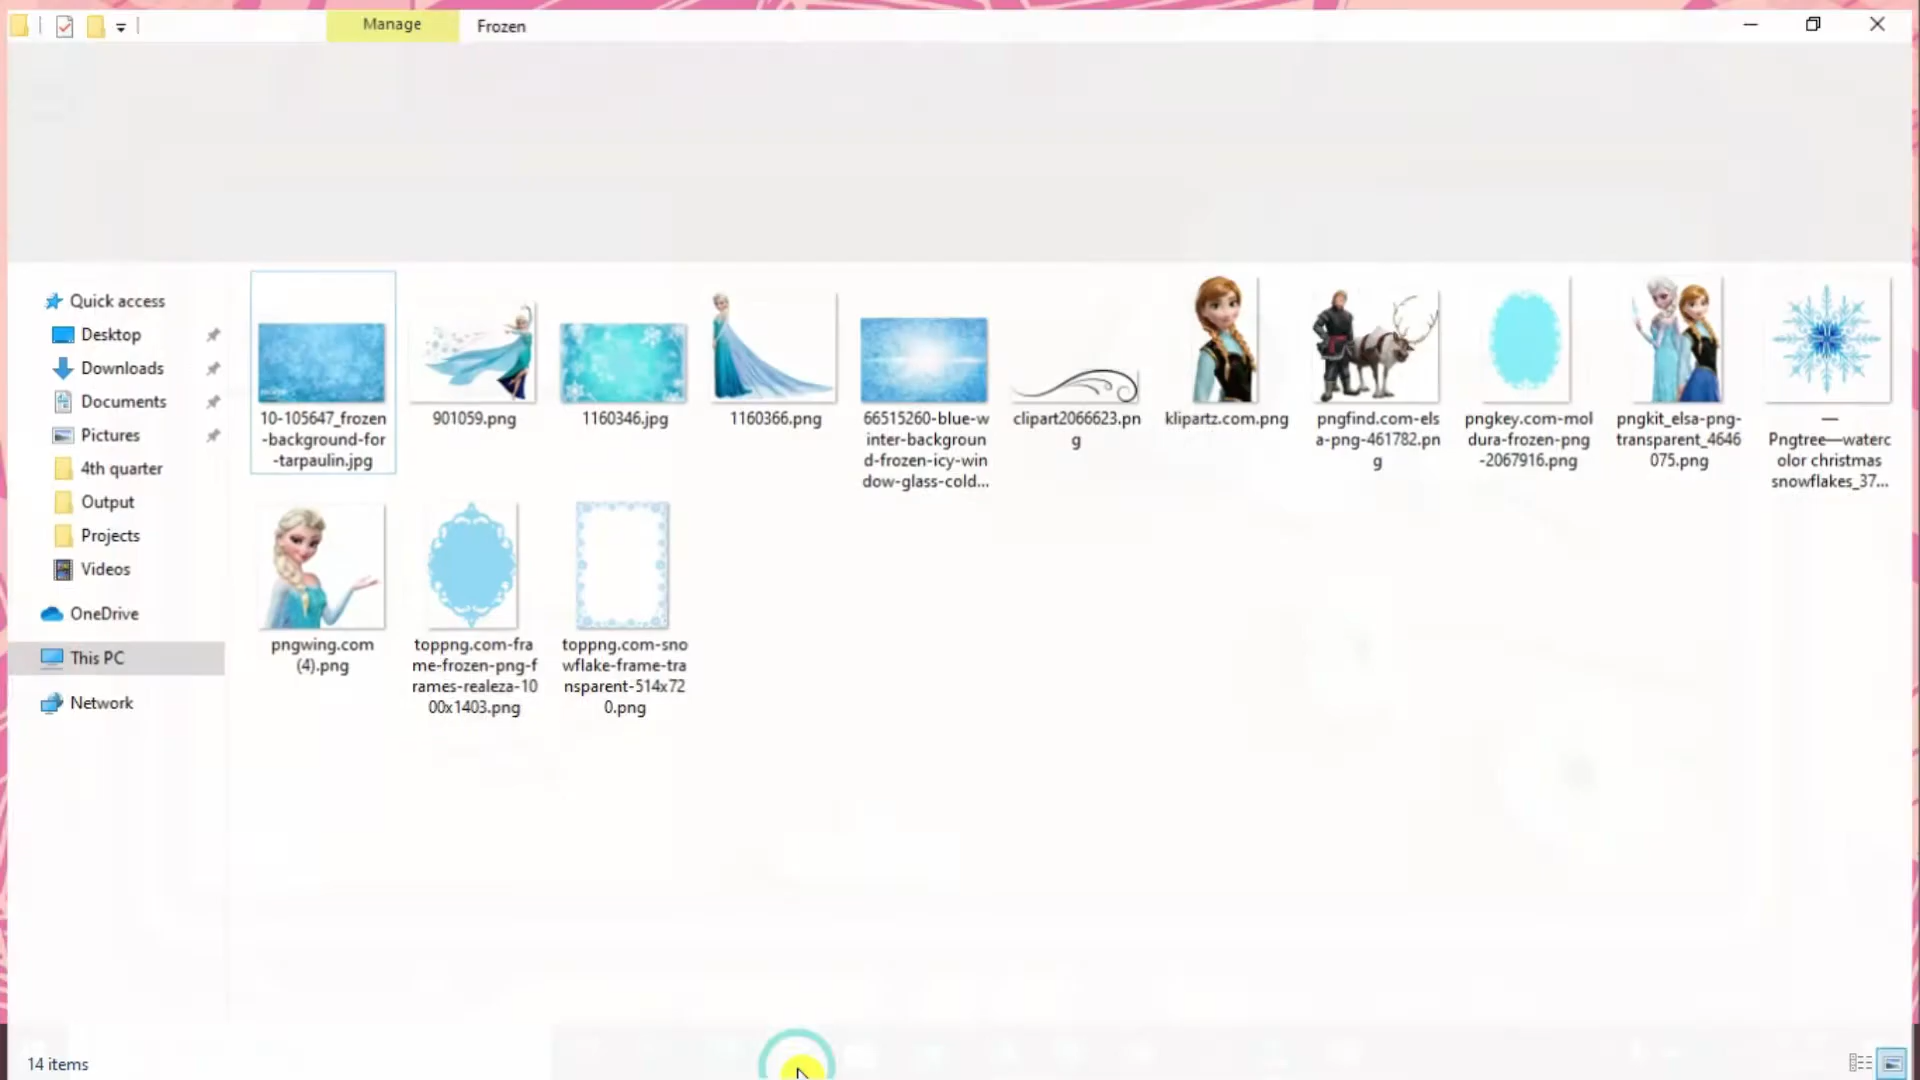 Manage
Frozen
Quick access
Desktop
Downloads
Documents
Pictures
4th quarter
Output
Projects
Videos
OneDrive
This PC
Network
10-105647_frozen
-background-for
-tarpaulin.jpg
901059.png
1160346.jpg
1160366.png
66515260-blue-w
inter-backgroun
d-frozen-icy-win
dow-glass-cold...
clipart2066623.pn
g
klipartz.com.png
pngfind.com-els
a-png-461782.pn
g
pngkey.com-mol
dura-frozen-png
-2067916.png
pngkit_elsa-png-
transparent_4646
075.png
—
Pngtree—waterc
olor christmas
snowflakes_37...
pngwing.com
(4).png
toppng.com-fra
me-frozen-png-f
rames-realeza-10
00x1403.png
toppng.com-sno
wflake-frame-tra
nsparent-514x72
0.png
14 items